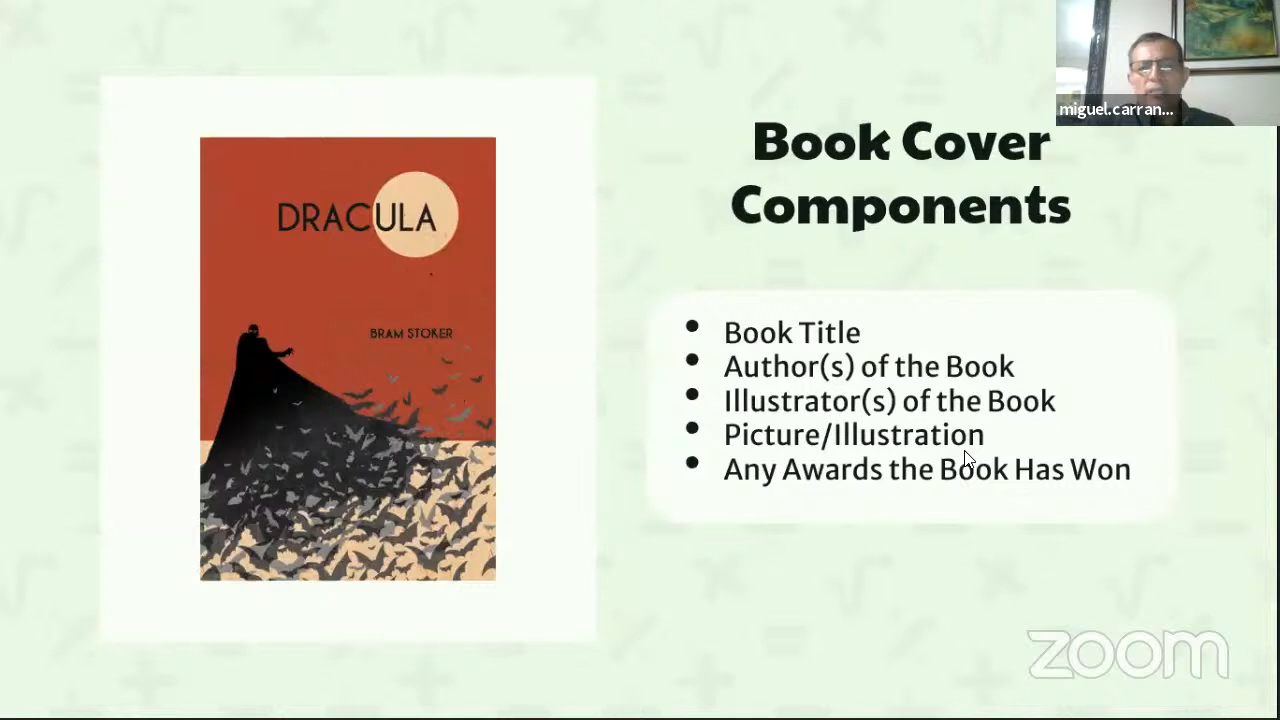 miguel.carran...
Book Cover
Components
DRACULA
BRAM STOKER
• Book Title
• Author(s) of the Book
• Illustrator(s) of the Book
• Picture/Illustration
• Any Awards the Book Has Won
zoom